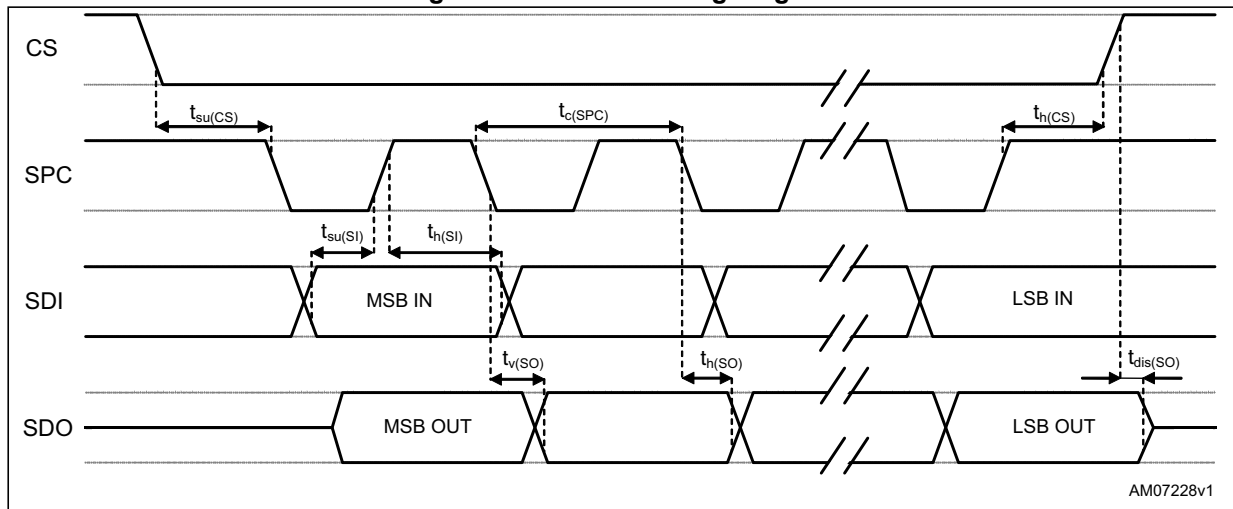 CS
t su(CS)
t c(SPC)
t h(CS)
SPC
t su(SI)
t h(SI)
SDI
MSB IN
LSB IN
t v(SO)
t h(SO)
t dis(SO)
SDO
MSB OUT
LSB OUT
AM07228v1